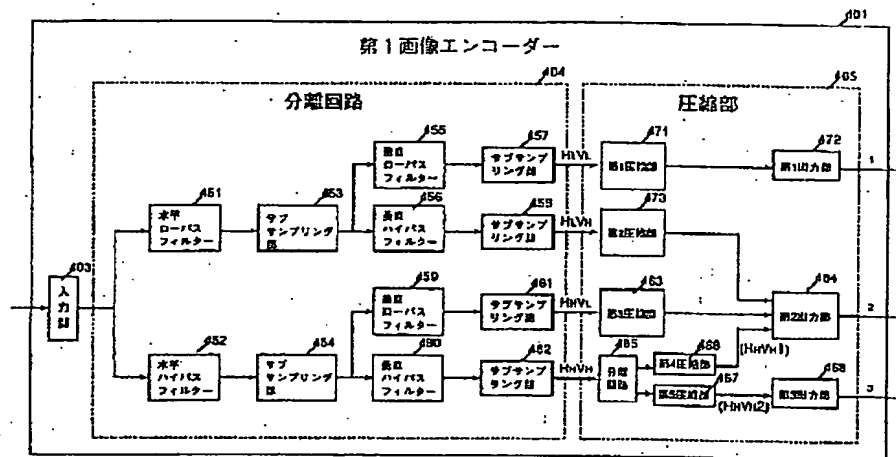 401
第1画像エンコーダー
404
405
分離回路
圧縮部
455
垂直
ローパス
フィルター
457
サブサンプ
リング部
HLVL
471
第1圧縮部
472
第1出力部
1
451
水平
ローパス
フィルター
453
サブ
サンプリング
部
456
垂直
ハイパス
フィルター
サブサンプ
リング部
HLVH
473
第2圧縮部
403
入力部
459
垂直
ローパス
フィルター
461
サブサンプ
リング部
HHVL
463
第3圧縮部
464
第2出力部
2
452
水平
ハイパス
フィルター
454
サブ
サンプリング
部
垂直
ハイパス
フィルター
462
サブサンプ
リング部
HHVH
465
分離
回路
466
第4圧縮部
(HHVH1)
467
第5圧縮部
(HHVH2)
468
第3出力部
3